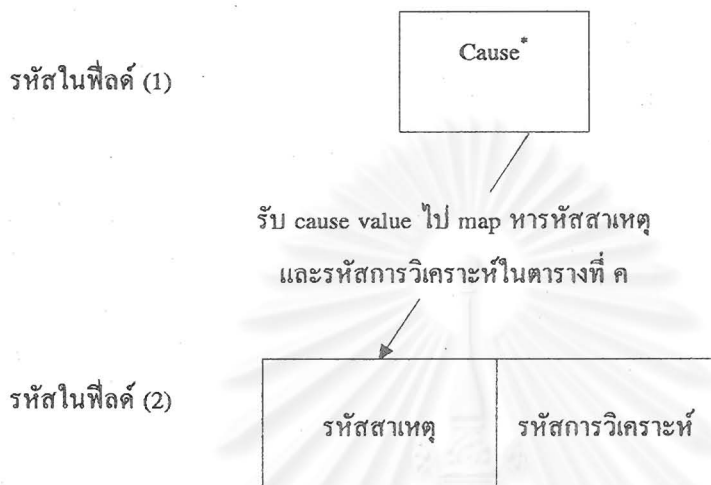 Cause*
รหัสในฟิลด์ (1)
รับ cause value ไป map หารหัสสาเหตุ
และรหัสการวิเคราะห์ในตารางที่ ค
รหัสในฟิลด์ (2)
รหัสสาเหตุ รหัสการวิเคราะห์